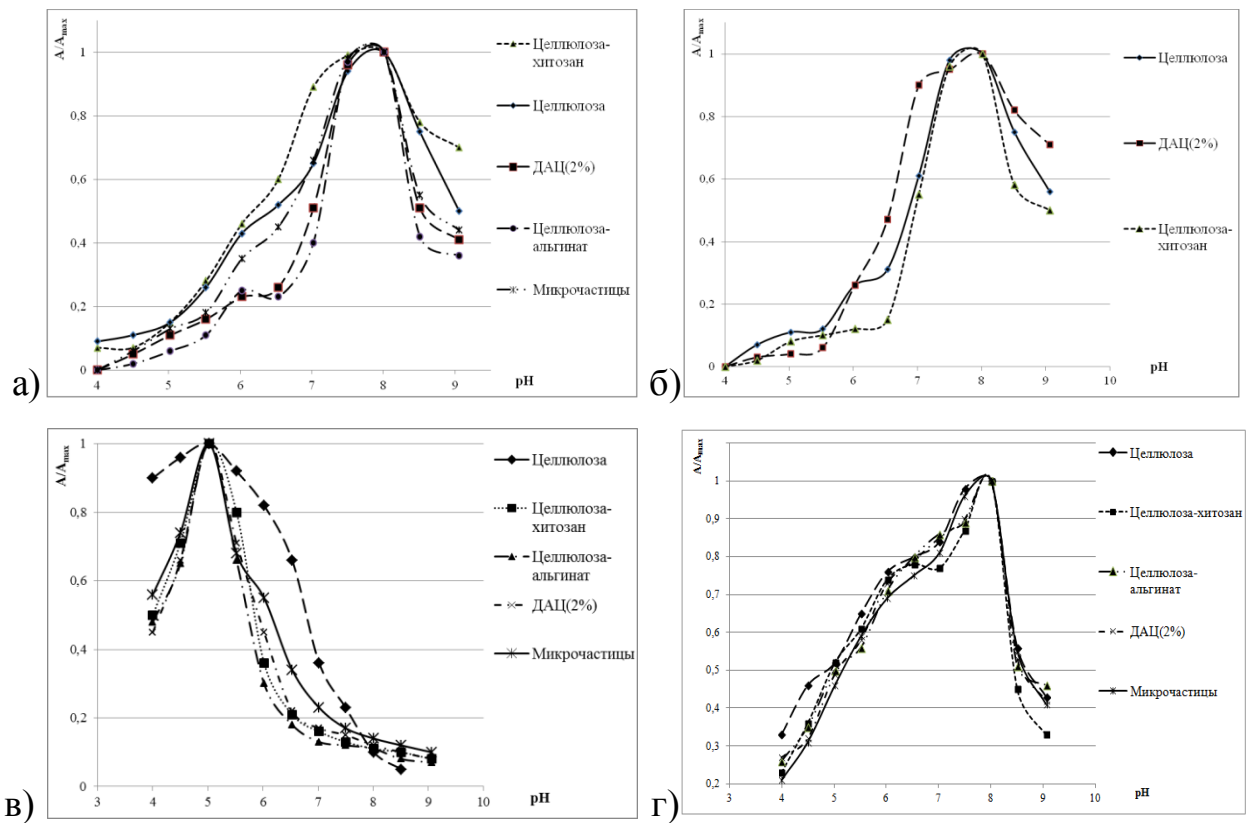 а)
A/Amax
1
0,8
0,6
0,4
0,2
0
4 5 6 7 8 9
pH
Целлюлоза-
хитозан
Целлюлоза
ДАЦ(2%)
Целлюлоза-
альгинат
Микрочастицы
б)
A/Amax
1
0,8
0,6
0,4
0,2
0
4 5 6 7 8 9 10
pH
Целлюлоза
ДАЦ(2%)
Целлюлоза-
хитозан
в)
A/Amax
1
0,8
0,6
0,4
0,2
0
3 4 5 6 7 8 9 10
pH
Целлюлоза
Целлюлоза-
хитозан
Целлюлоза-
альгинат
ДАЦ(2%)
Микрочастицы
г)
A/Amax
1
0,9
0,8
0,7
0,6
0,5
0,4
0,3
0,2
3 4 5 6 7 8 9 10
pH
Целлюлоза
Целлюлоза-хитозан
Целлюлоза-
альгинат
ДАЦ(2%)
Микрочастицы